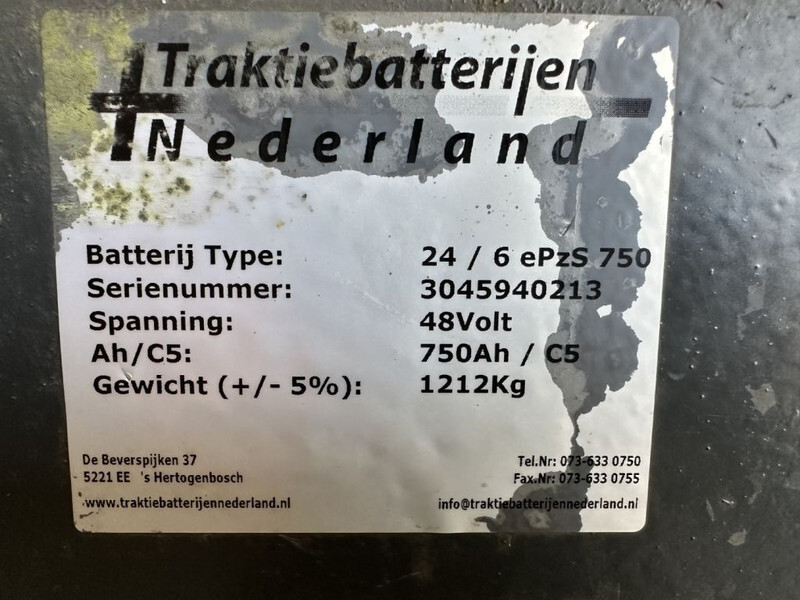 Traktiebatterijen
Nederland
Batterij Type: 24 / 6 ePzS 750
Serienummer: 3045940213
Spanning: 48Volt
Ah/C5: 750Ah / C5
Gewicht (+/- 5%): 1212Kg
De Beverspijken 37 Tel.Nr: 073-633 0750
5221 EE 's Hertogenbosch Fax.Nr: 073-633 0755
www.traktiebatterijennederland.nl info@traktiebatterijennederland.nl